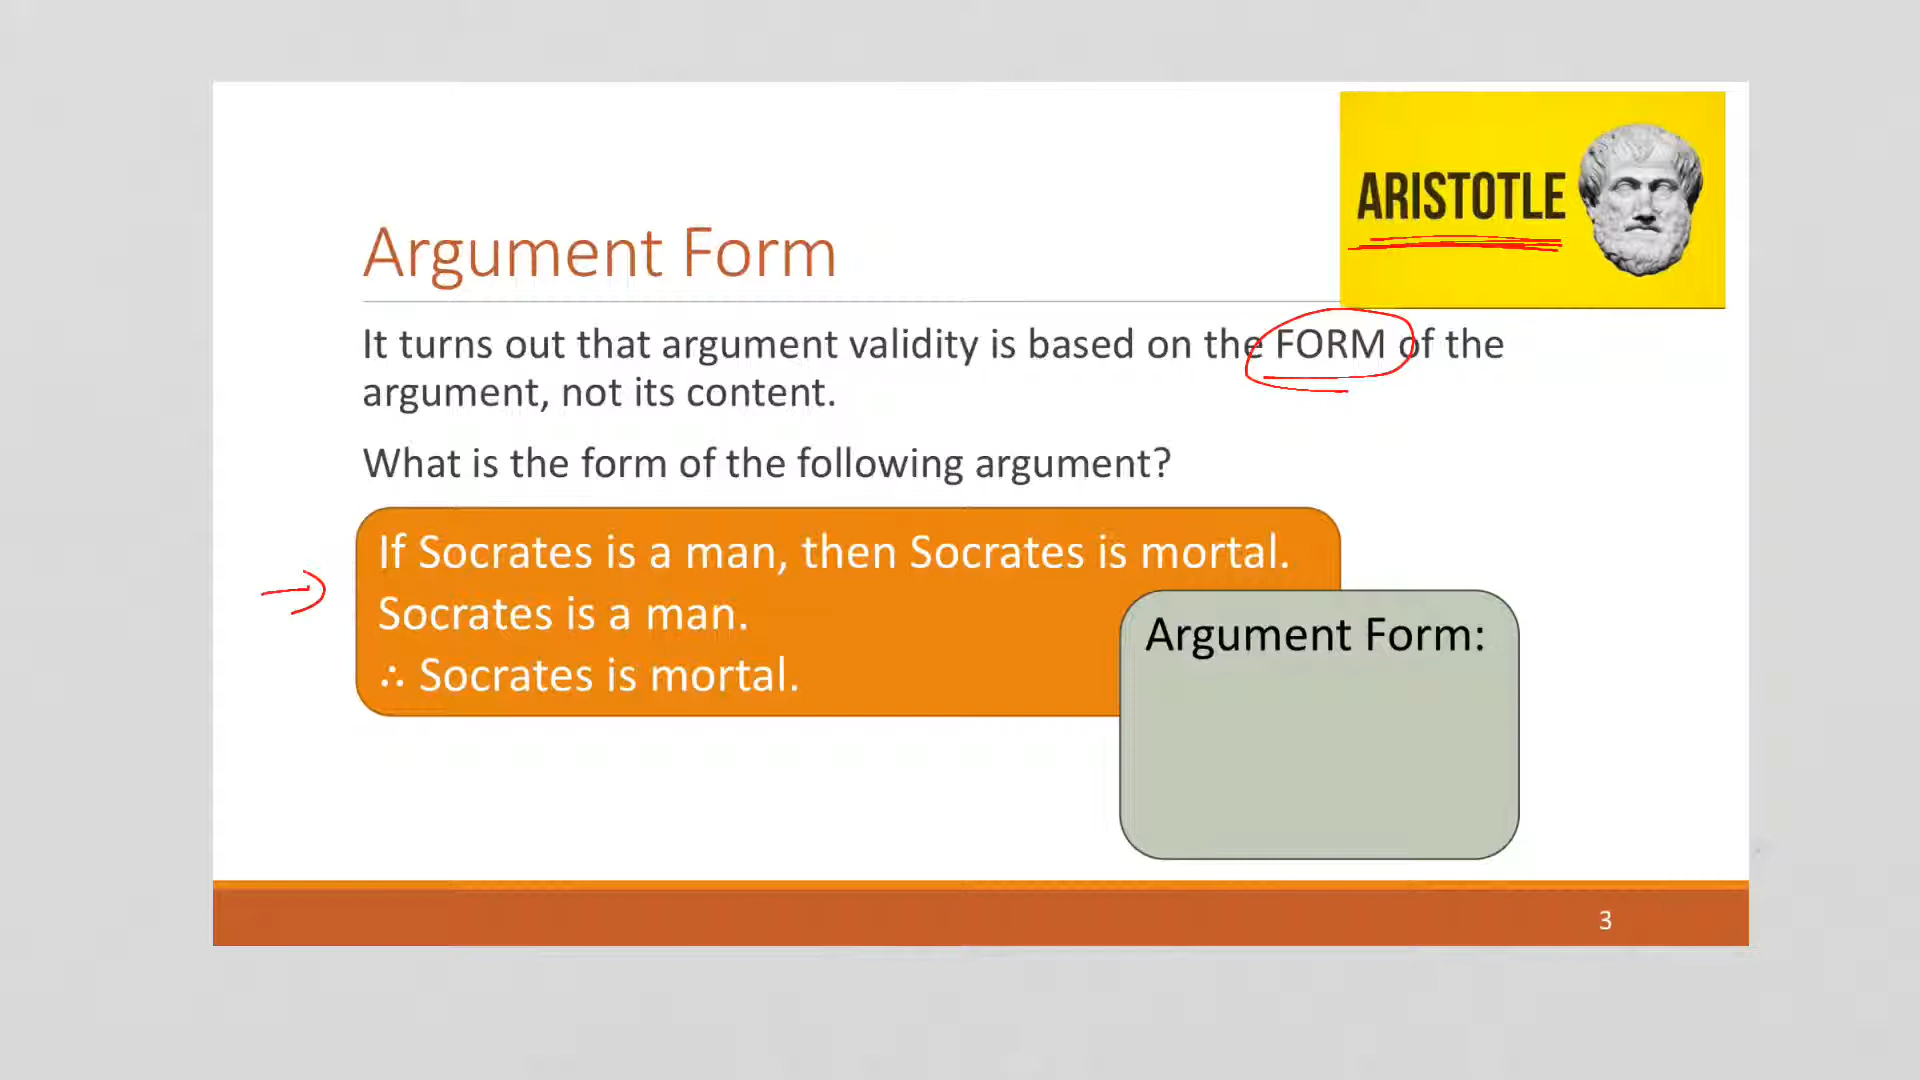 ARISTOTLE
Argument Form
It turns out that argument validity is based on the FORM of the
argument, not its content.
What is the form of the following argument?
If Socrates is a man, then Socrates is mortal.
Socrates is a man.
∴ Socrates is mortal.
Argument Form:
3